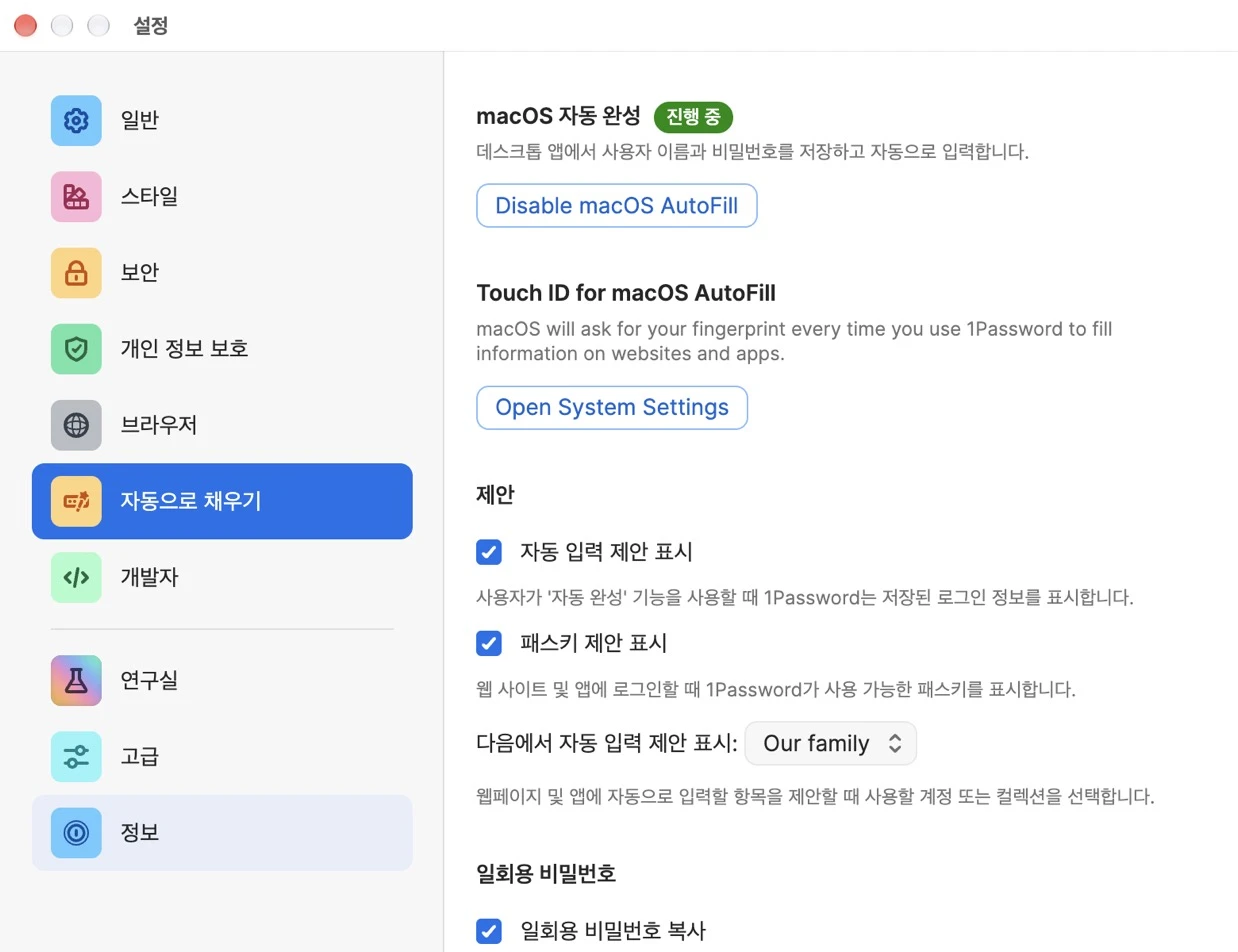 설정
일반
스타일
보안
개인 정보 보호
브라우저
자동으로 채우기
개발자
연구실
고급
정보
macOS 자동 완성 진행 중
데스크톱 앱에서 사용자 이름과 비밀번호를 저장하고 자동으로 입력합니다.
Disable macOS AutoFill
Touch ID for macOS AutoFill
macOS will ask for your fingerprint every time you use 1Password to fill
information on websites and apps.
Open System Settings
제안
자동 입력 제안 표시
사용자가 '자동 완성' 기능을 사용할 때 1Password는 저장된 로그인 정보를 표시합니다.
패스키 제안 표시
웹 사이트 및 앱에 로그인할 때 1Password가 사용 가능한 패스키를 표시합니다.
다음에서 자동 입력 제안 표시: Our family
웹페이지 및 앱에 자동으로 입력할 항목을 제안할 때 사용할 계정 또는 컬렉션을 선택합니다.
일회용 비밀번호
일회용 비밀번호 복사